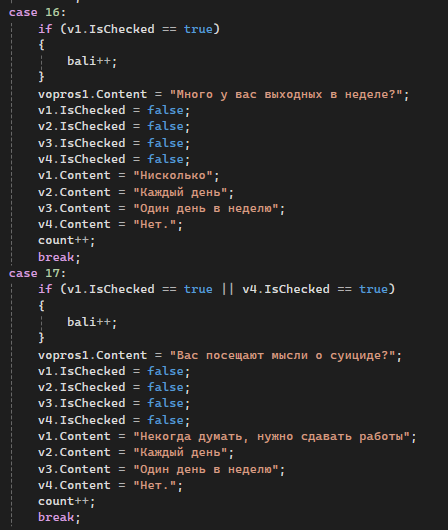 case 16:
if (v1.IsChecked == true)
{
bali++;
}
vopros1.Content = "Много у вас выходных в неделе?";
v1.IsChecked = false;
v2.IsChecked = false;
v3.IsChecked = false;
v4.IsChecked = false;
v1.Content = "Нисколько";
v2.Content = "Каждый день";
v3.Content = "Один день в неделю";
v4.Content = "Нет.";
count++;
break;
case 17:
if (v1.IsChecked == true || v4.IsChecked == true)
{
bali++;
}
vopros1.Content = "Вас посещают мысли о суициде?";
v1.IsChecked = false;
v2.IsChecked = false;
v3.IsChecked = false;
v4.IsChecked = false;
v1.Content = "Некогда думать, нужно сдавать работы";
v2.Content = "Каждый день";
v3.Content = "Один день в неделю";
v4.Content = "Нет.";
count++;
break;